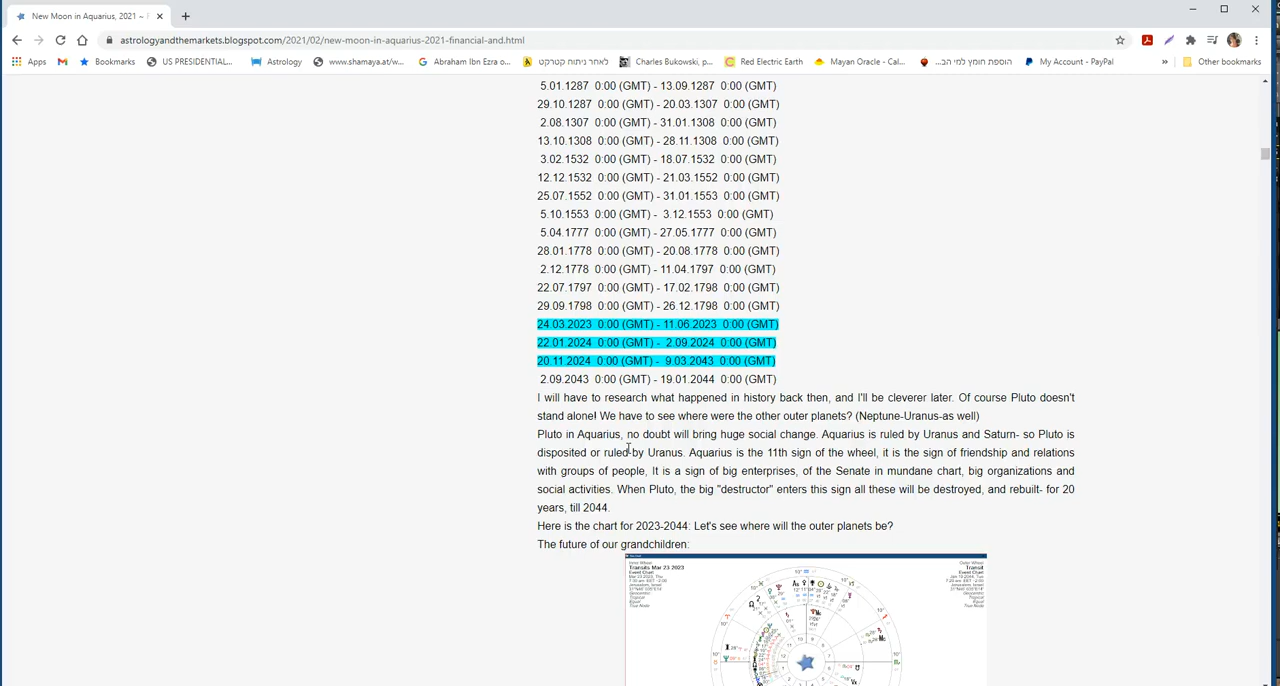 New Moon in Aquarius, 2021 ~
astrologyandthemarkets.blogspot.com/2021/02/new-moon-in-aquarius-2021-financial-and.html
Apps Bookmarks US PRESIDENTIAL... Astrology www.shamaya.at/w... Abraham Ibn Ezra o... לאחר ניתוח קטרקט Charles Bukowski, p... Red Electric Earth Mayan Oracle - Cal... הוספת חומץ למי הב... My Account - PayPal » Other bookmarks
5.01.1287 0:00 (GMT) - 13.09.1287 0:00 (GMT)
29.10.1287 0:00 (GMT) - 20.03.1307 0:00 (GMT)
2.08.1307 0:00 (GMT) - 31.01.1308 0:00 (GMT)
13.10.1308 0:00 (GMT) - 28.11.1308 0:00 (GMT)
3.02.1532 0:00 (GMT) - 18.07.1532 0:00 (GMT)
12.12.1532 0:00 (GMT) - 21.03.1552 0:00 (GMT)
25.07.1552 0:00 (GMT) - 31.01.1553 0:00 (GMT)
5.10.1553 0:00 (GMT) - 3.12.1553 0:00 (GMT)
5.04.1777 0:00 (GMT) - 27.05.1777 0:00 (GMT)
28.01.1778 0:00 (GMT) - 20.08.1778 0:00 (GMT)
2.12.1778 0:00 (GMT) - 11.04.1797 0:00 (GMT)
22.07.1797 0:00 (GMT) - 17.02.1798 0:00 (GMT)
29.09.1798 0:00 (GMT) - 26.12.1798 0:00 (GMT)
24.03.2023 0:00 (GMT) - 11.06.2023 0:00 (GMT)
22.01.2024 0:00 (GMT) - 2.09.2024 0:00 (GMT)
20.11.2024 0:00 (GMT) - 9.03.2043 0:00 (GMT)
2.09.2043 0:00 (GMT) - 19.01.2044 0:00 (GMT)
I will have to research what happened in history back then, and I'll be cleverer later. Of course Pluto doesn't
stand alone! We have to see where were the other outer planets? (Neptune-Uranus-as well)
Pluto in Aquarius, no doubt will bring huge social change. Aquarius is ruled by Uranus and Saturn- so Pluto is
disposited or ruled by Uranus. Aquarius is the 11th sign of the wheel, it is the sign of friendship and relations
with groups of people, It is a sign of big enterprises, of the Senate in mundane chart, big organizations and
social activities. When Pluto, the big "destructor" enters this sign all these will be destroyed, and rebuilt- for 20
years, till 2044.
Here is the chart for 2023-2044: Let's see where will the outer planets be?
The future of our grandchildren:
Transits Mar 23 2023
Event Chart